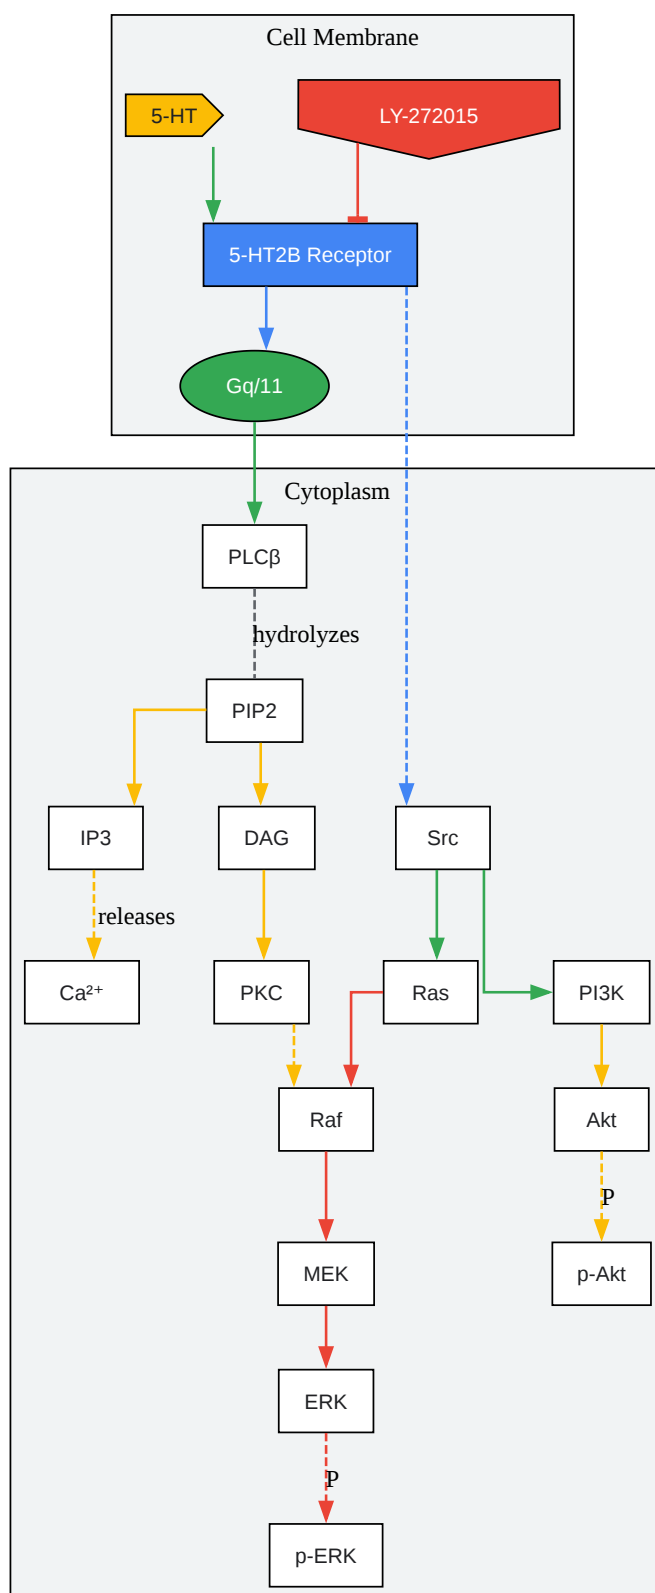 Cell Membrane
5-HT
LY-272015
5-HT2B Receptor
Gq/11
Cytoplasm
PLCβ
hydrolyzes
PIP2
IP3
DAG
Src
releases
Ca²⁺
PKC
Ras
PI3K
Raf
Akt
P
MEK
p-Akt
ERK
P
p-ERK